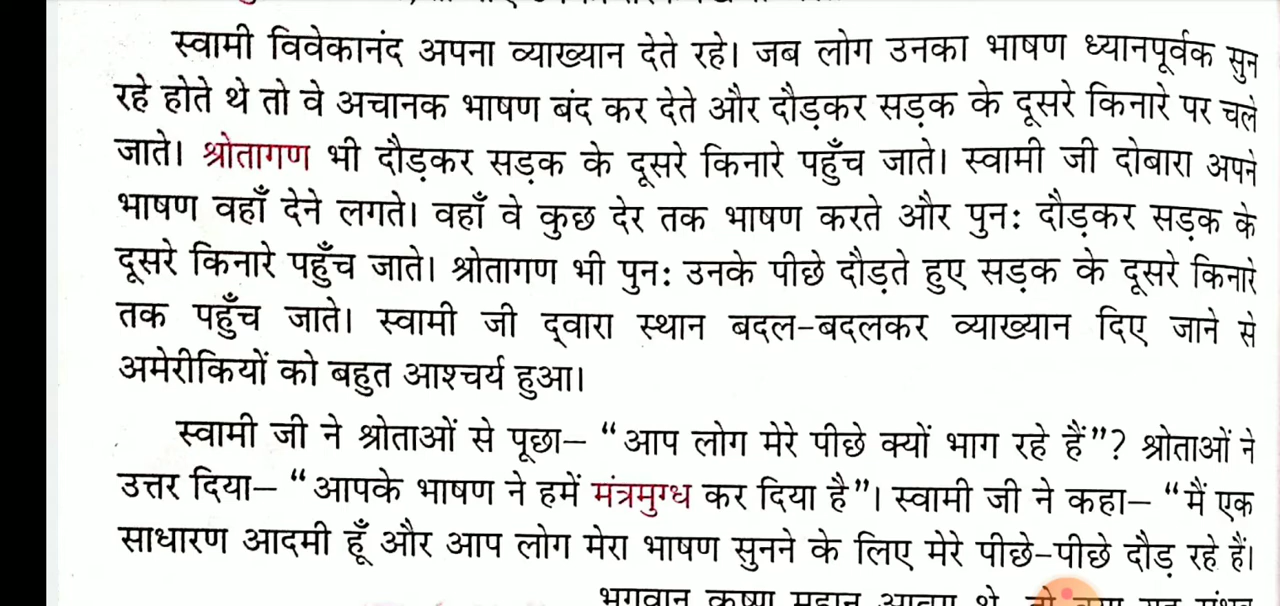 स्वामी विवेकानंद अपना व्याख्यान देते रहे। जब लोग उनका भाषण ध्यानपूर्वक सुन
रहे होते थे तो वे अचानक भाषण बंद कर देते और दौड़कर सड़क के दूसरे किनारे पर चले
जाते। श्रोतागण भी दौड़कर सड़क के दूसरे किनारे पहुँच जाते। स्वामी जी दोबारा अपने
भाषण वहाँ देने लगते। वहाँ वे कुछ देर तक भाषण करते और पुनः दौड़कर सड़क के
दूसरे किनारे पहुँच जाते। श्रोतागण भी पुनः उनके पीछे दौड़ते हुए सड़क के दूसरे किनारे
तक पहुँच जाते। स्वामी जी द्वारा स्थान बदल-बदलकर व्याख्यान दिए जाने से
अमेरीकियों को बहुत आश्चर्य हुआ।
स्वामी जी ने श्रोताओं से पूछा– “आप लोग मेरे पीछे क्यों भाग रहे हैं”? श्रोताओं ने
उत्तर दिया– “आपके भाषण ने हमें मंत्रमुग्ध कर दिया है”। स्वामी जी ने कहा– “मैं एक
साधारण आदमी हूँ और आप लोग मेरा भाषण सुनने के लिए मेरे पीछे-पीछे दौड़ रहे हैं।
भगवान कृष्ण महान आत्मा थे